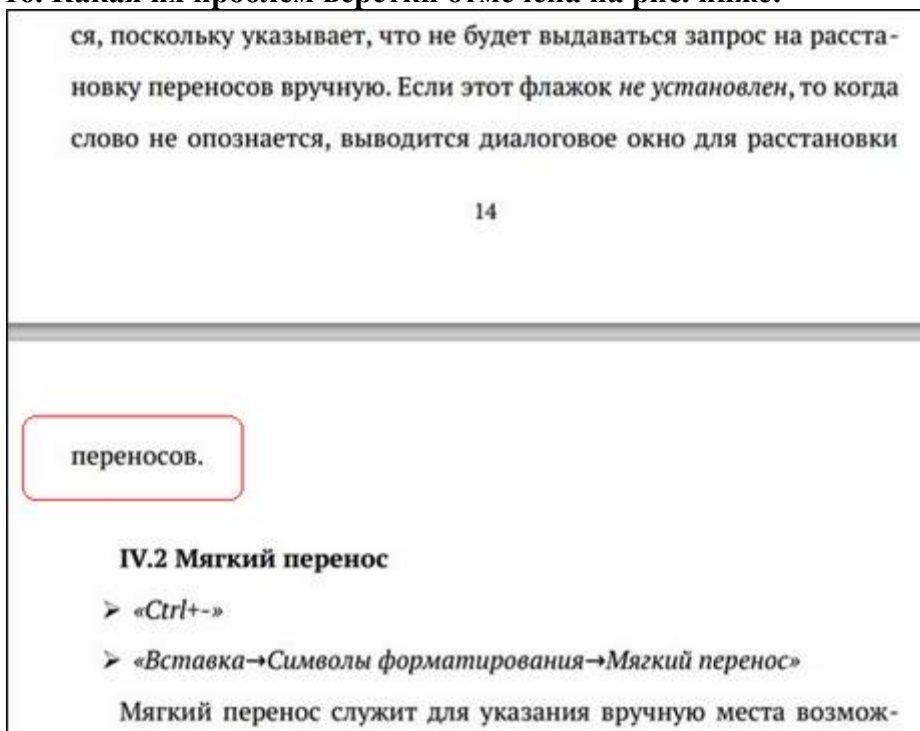 ся, поскольку указывает, что не будет выдаваться запрос на расста-
новку переносов вручную. Если этот флажок не установлен, то когда
слово не опознается, выводится диалоговое окно для расстановки
14
переносов.
IV.2 Мягкий перенос
➢ «Ctrl+-»
➢ «Вставка→Символы форматирования→Мягкий перенос»
Мягкий перенос служит для указания вручную места возмож-